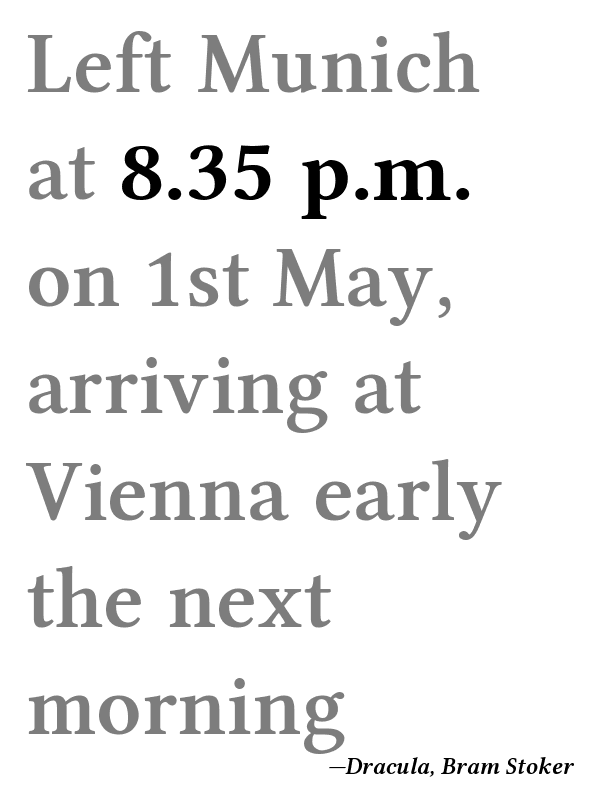 Left Munich
at 8.35 p.m.
on 1st May,
arriving at
Vienna early
the next
morning
—Dracula, Bram Stoker